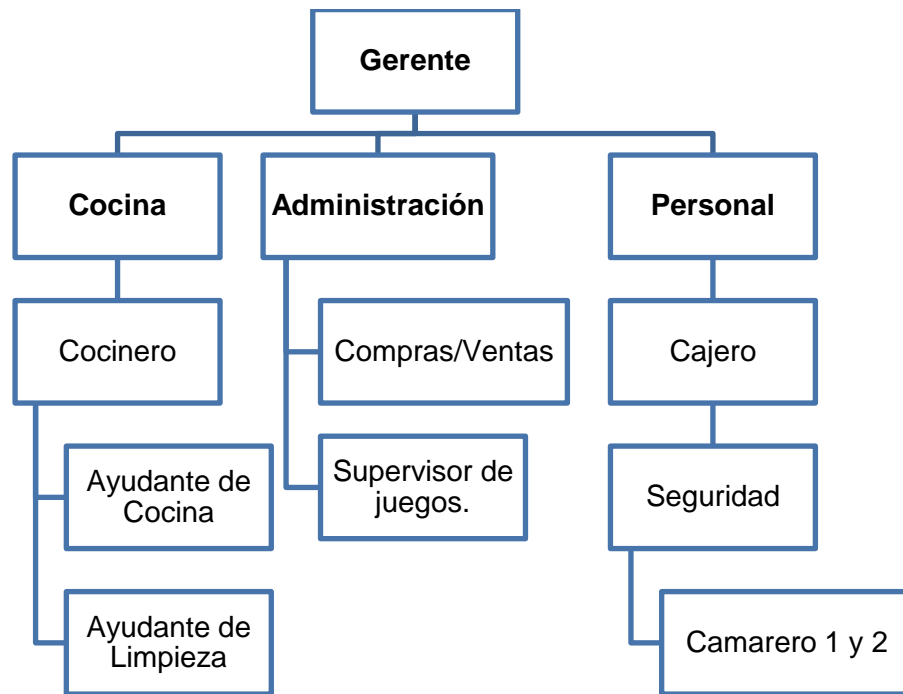 Gerente
Cocina
Administración
Personal
Cocinero
Compras/Ventas
Cajero
Ayudante de
Cocina
Supervisor de
juegos.
Seguridad
Ayudante de
Limpieza
Camarero 1 y 2